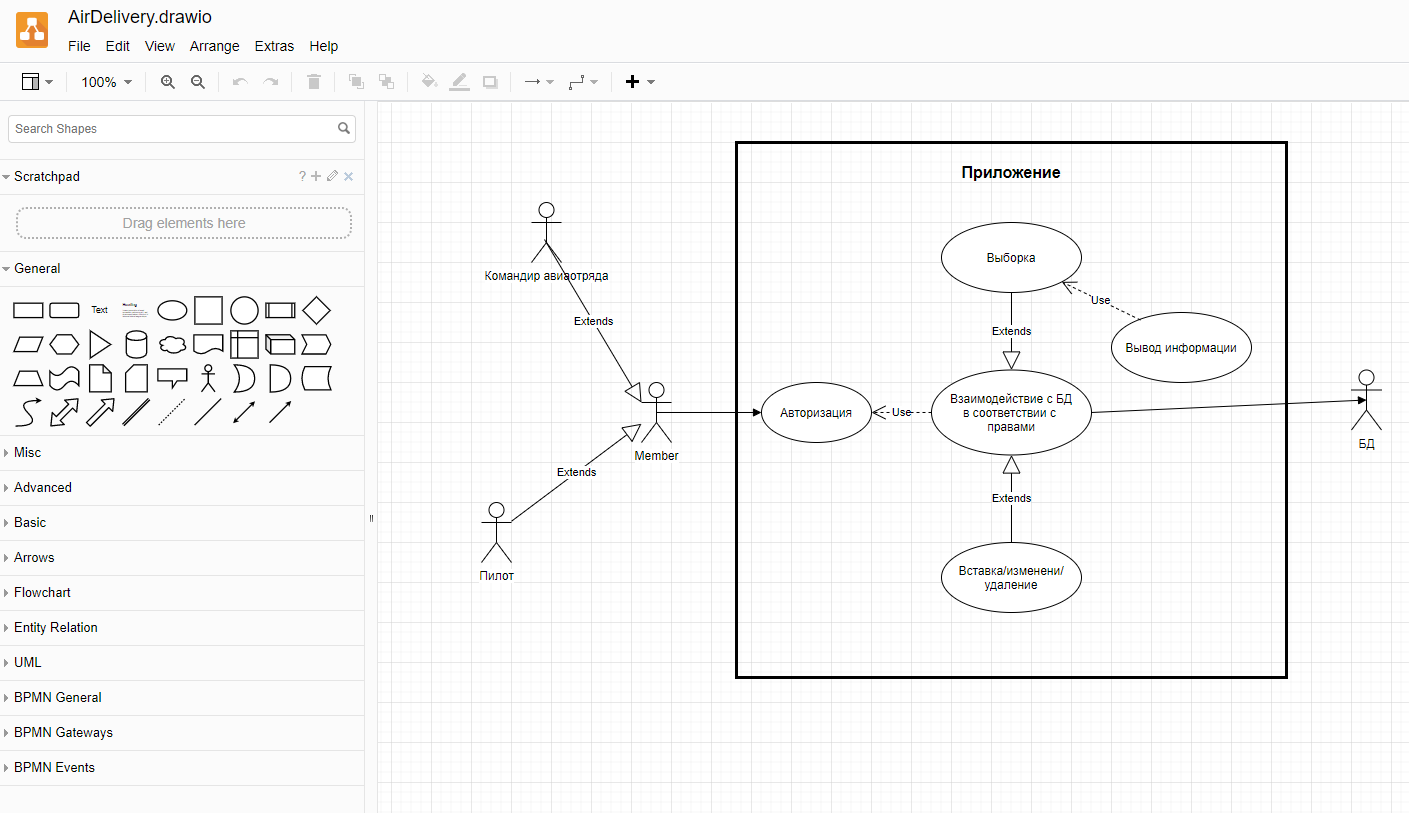 AirDelivery.drawio
File Edit View Arrange Extras Help
100%
Search Shapes
Scratchpad
?
Drag elements here
General
Text
Heading
Misc
Advanced
Basic
Arrows
Flowchart
Entity Relation
UML
BPMN General
BPMN Gateways
BPMN Events
Приложение
Командир авиаотряда
Extends
Member
Extends
Пилот
Авторизация
Use
Выборка
Use
Вывод информации
Extends
Взаимодействие с БД
в соответствии с
правами
Extends
Вставка/изменени/
удаление
БД